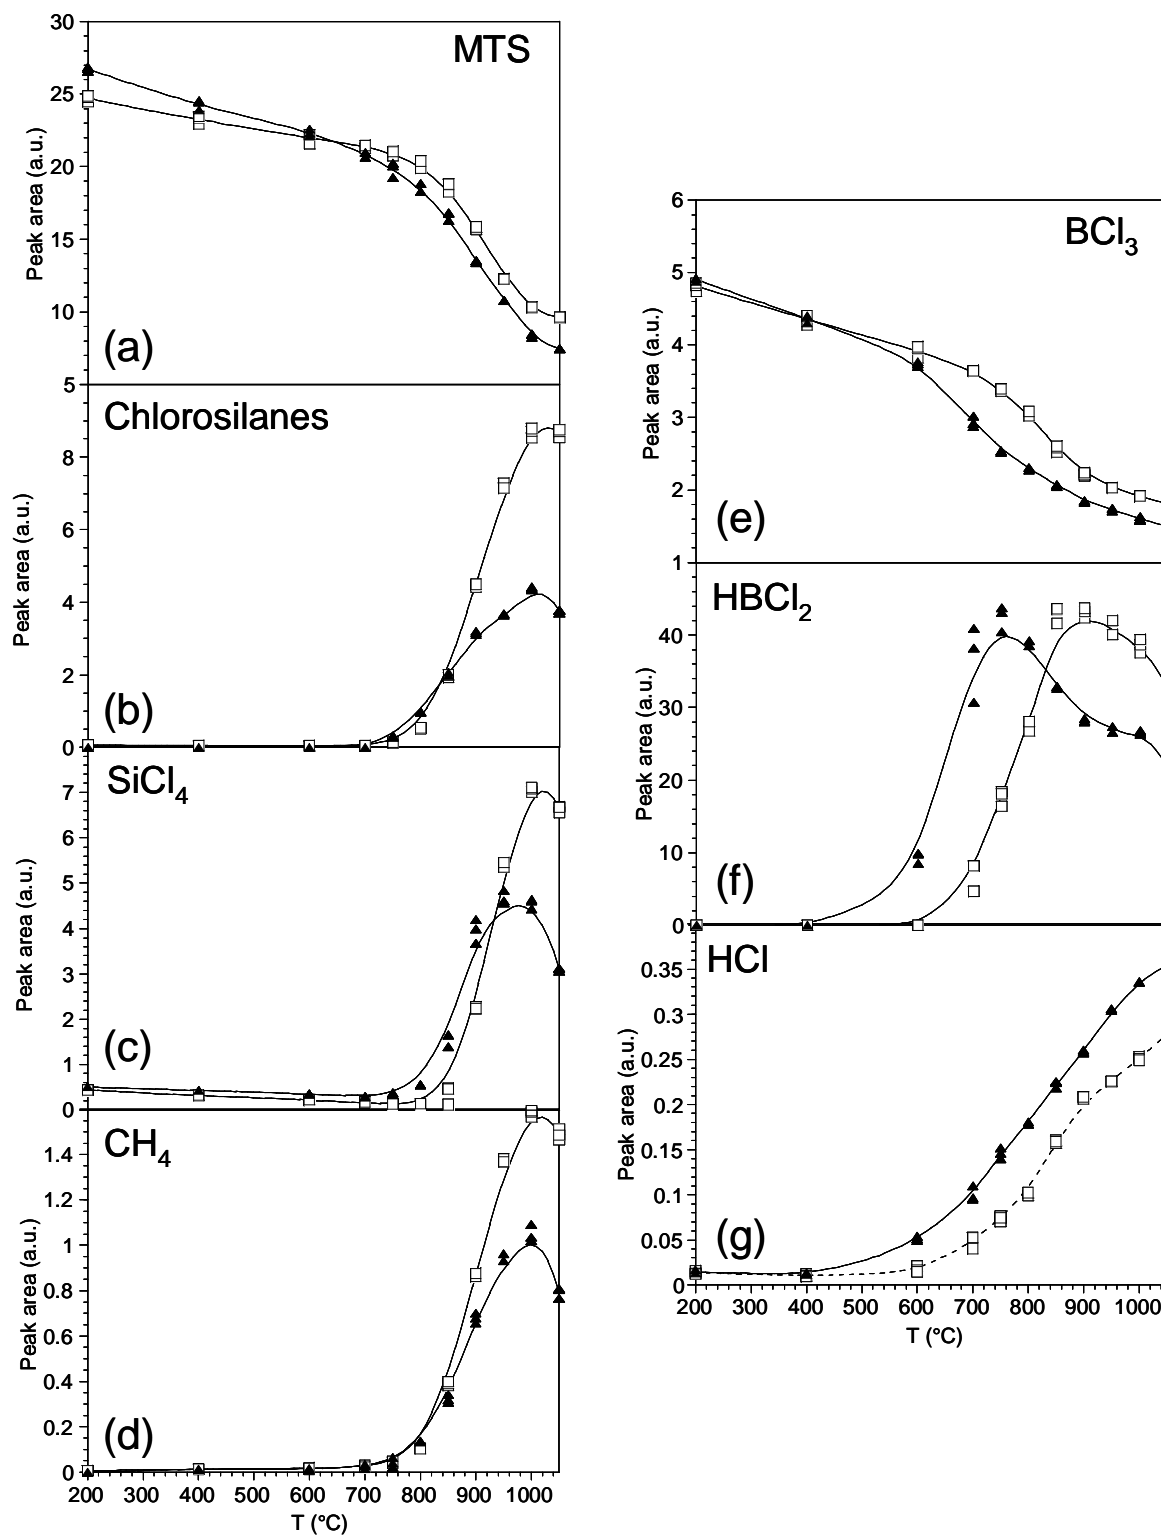 30
MTS
25
20
15
10
5
Peak area (a.u.)
(a)
Chlorosilanes
8
6
4
2
0
Peak area (a.u.)
(b)
SiCl4
7
6
5
4
3
2
1
0
Peak area (a.u.)
(c)
CH4
1.4
1.2
1
0.8
0.6
0.4
0.2
0
Peak area (a.u.)
(d)
200 300 400 500 600 700 800 900 1000
T (°C)
6
BCl3
5
4
3
2
1
Peak area (a.u.)
(e)
HBCl2
40
30
20
10
0
Peak area (a.u.)
(f)
HCl
0.35
0.3
0.25
0.2
0.15
0.1
0.05
0
Peak area (a.u.)
(g)
200 300 400 500 600 700 800 900 1000
T (°C)